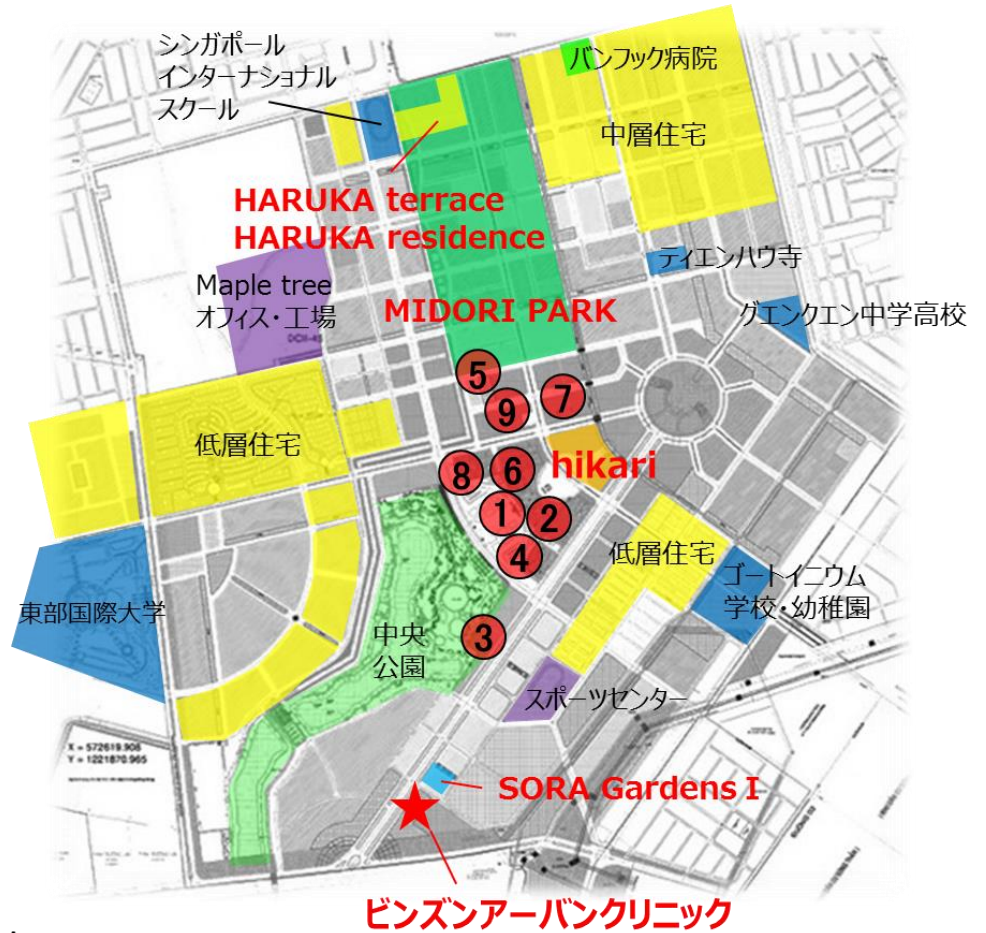 シンガポール
インターナショナル
スクール
バンフック病院
中層住宅
HARUKA terrace
HARUKA residence
ティエンハウ寺
Maple tree
オフィス・工場
MIDORI PARK
グエンクエン中学高校
5
9
7
低層住宅
8
6
hikari
1
2
4
低層住宅
ゴートイニウム
学校・幼稚園
東部国際大学
中央
公園
3
スポーツセンター
X = 572619.908
Y = 1221870.965
SORA Gardens Ⅰ
ビンズンアーバンクリニック